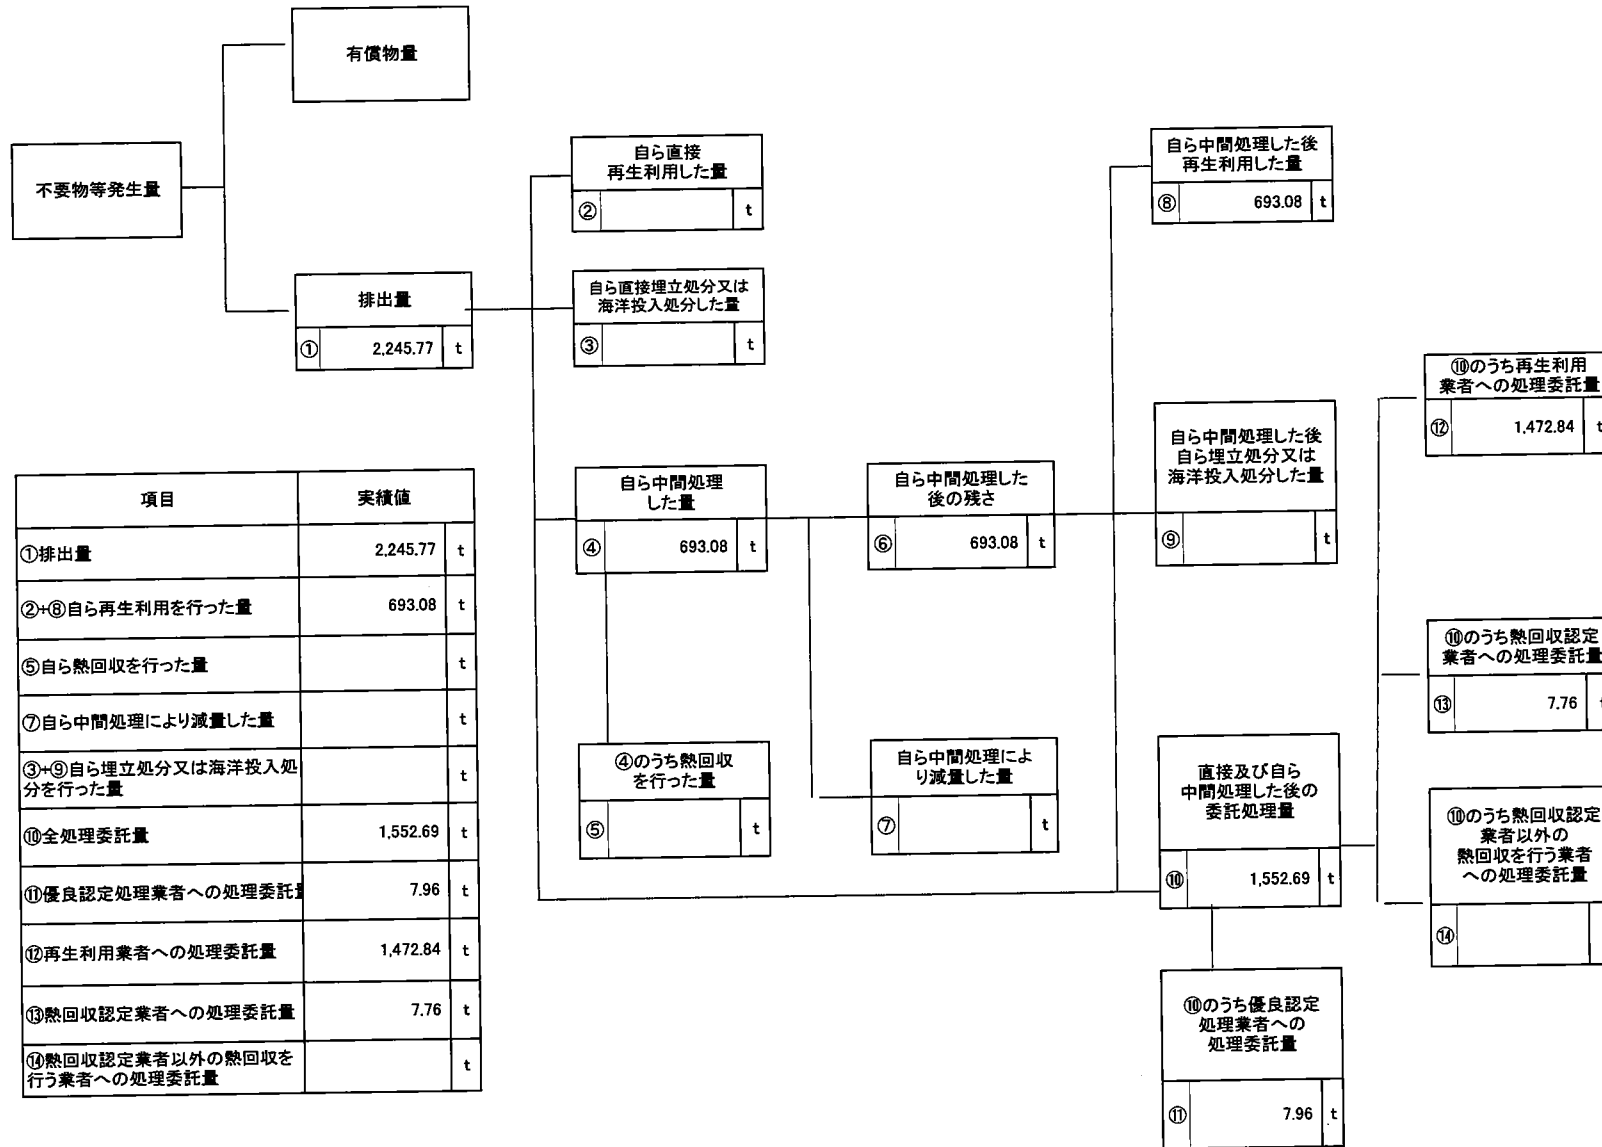 有償物量
不要物等発生量
排出量
① 2,245.77 t
自ら直接
再生利用した量
② t
自ら直接埋立処分又は
海洋投入処分した量
③ t
自ら中間処理
した量
④ 693.08 t
④のうち熱回収
を行った量
⑤ t
自ら中間処理した
後の残さ
⑥ 693.08 t
自ら中間処理によ
り減量した量
⑦ t
自ら中間処理した後
再生利用した量
⑧ 693.08 t
自ら中間処理した後
自ら埋立処分又は
海洋投入処分した量
⑨ t
直接及び自ら
中間処理した後の
委託処理量
⑩ 1,552.69 t
⑩のうち優良認定
処理業者への
処理委託量
⑪ 7.96 t
⑩のうち再生利用
業者への処理委託量
⑫ 1,472.84 t
⑩のうち熱回収認定
業者への処理委託量
⑬ 7.76 t
⑩のうち熱回収認定
業者以外の
熱回収を行う業者
への処理委託量
⑭
項目 実績値
①排出量 2,245.77 t
②+⑧自ら再生利用を行った量 693.08 t
⑤自ら熱回収を行った量 t
⑦自ら中間処理により減量した量 t
③+⑨自ら埋立処分又は海洋投入処
分を行った量 t
⑩全処理委託量 1,552.69 t
⑪優良認定処理業者への処理委託量 7.96 t
⑫再生利用業者への処理委託量 1,472.84 t
⑬熱回収認定業者への処理委託量 7.76 t
⑭熱回収認定業者以外の熱回収を
行う業者への処理委託量 t